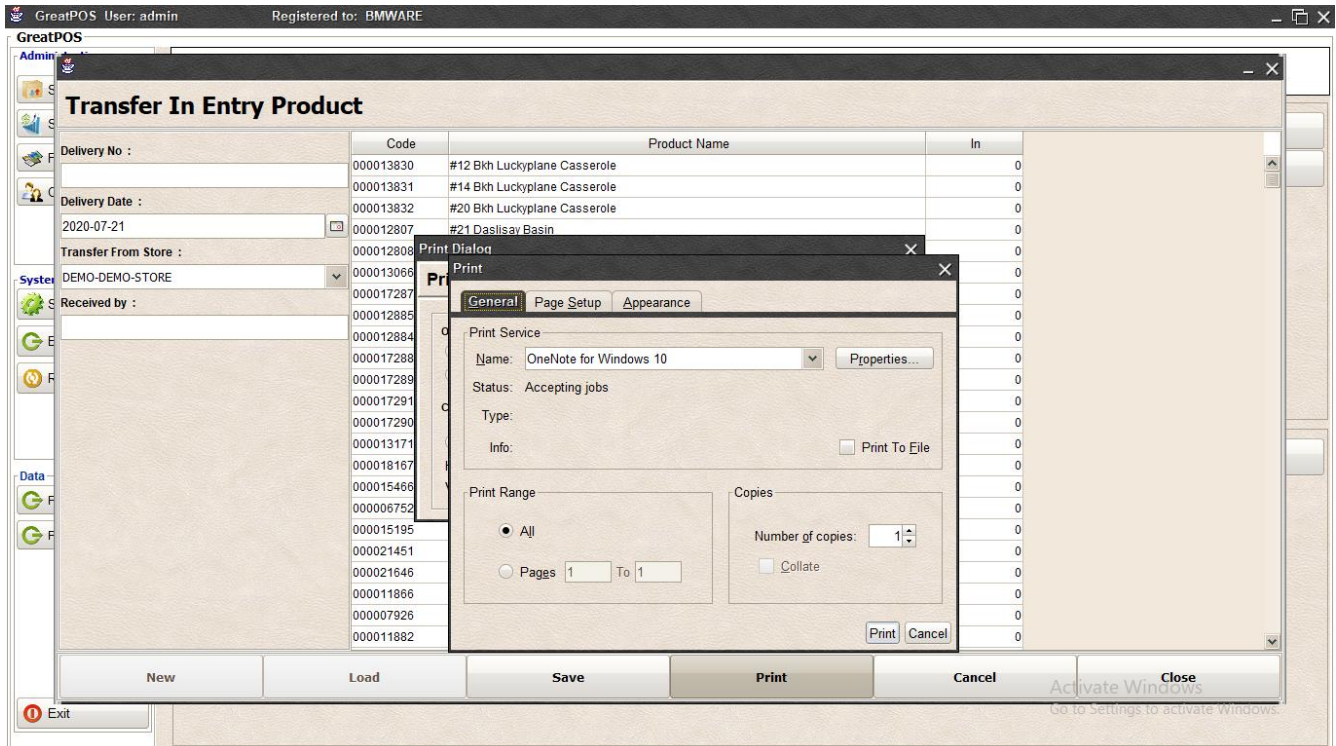 GreatPOS User: admin Registered to: BMWARE
GreatPOS
Transfer In Entry Product
Delivery No :
Delivery Date :
2020-07-21
Transfer From Store :
DEMO-DEMO-STORE
Received by :
Code Product Name In
000013830 #12 Bkh Luckyplane Casserole 0
000013831 #14 Bkh Luckyplane Casserole 0
000013832 #20 Bkh Luckyplane Casserole 0
000012807 #21 Daslisay Basin 0
000012808 0
000013066 0
000017287 0
000012885 0
000012884 0
000017288 0
000017289 0
000017291 0
000017290 0
000013171 0
000018167 0
000015466 0
000006752 0
000015195 0
000021451 0
000021646 0
000011866 0
000007926 0
000011882 0
Print Dialog
Print
General Page Setup Appearance
Print Service
Name: OneNote for Windows 10 Properties...
Status: Accepting jobs
Type:
Info: Print To File
Print Range
All
Pages 1 To 1
Copies
Number of copies: 1
Collate
Print Cancel
New Load Save Print Cancel Close
Data
Exit
Activate Windows
Go to Settings to activate Windows.